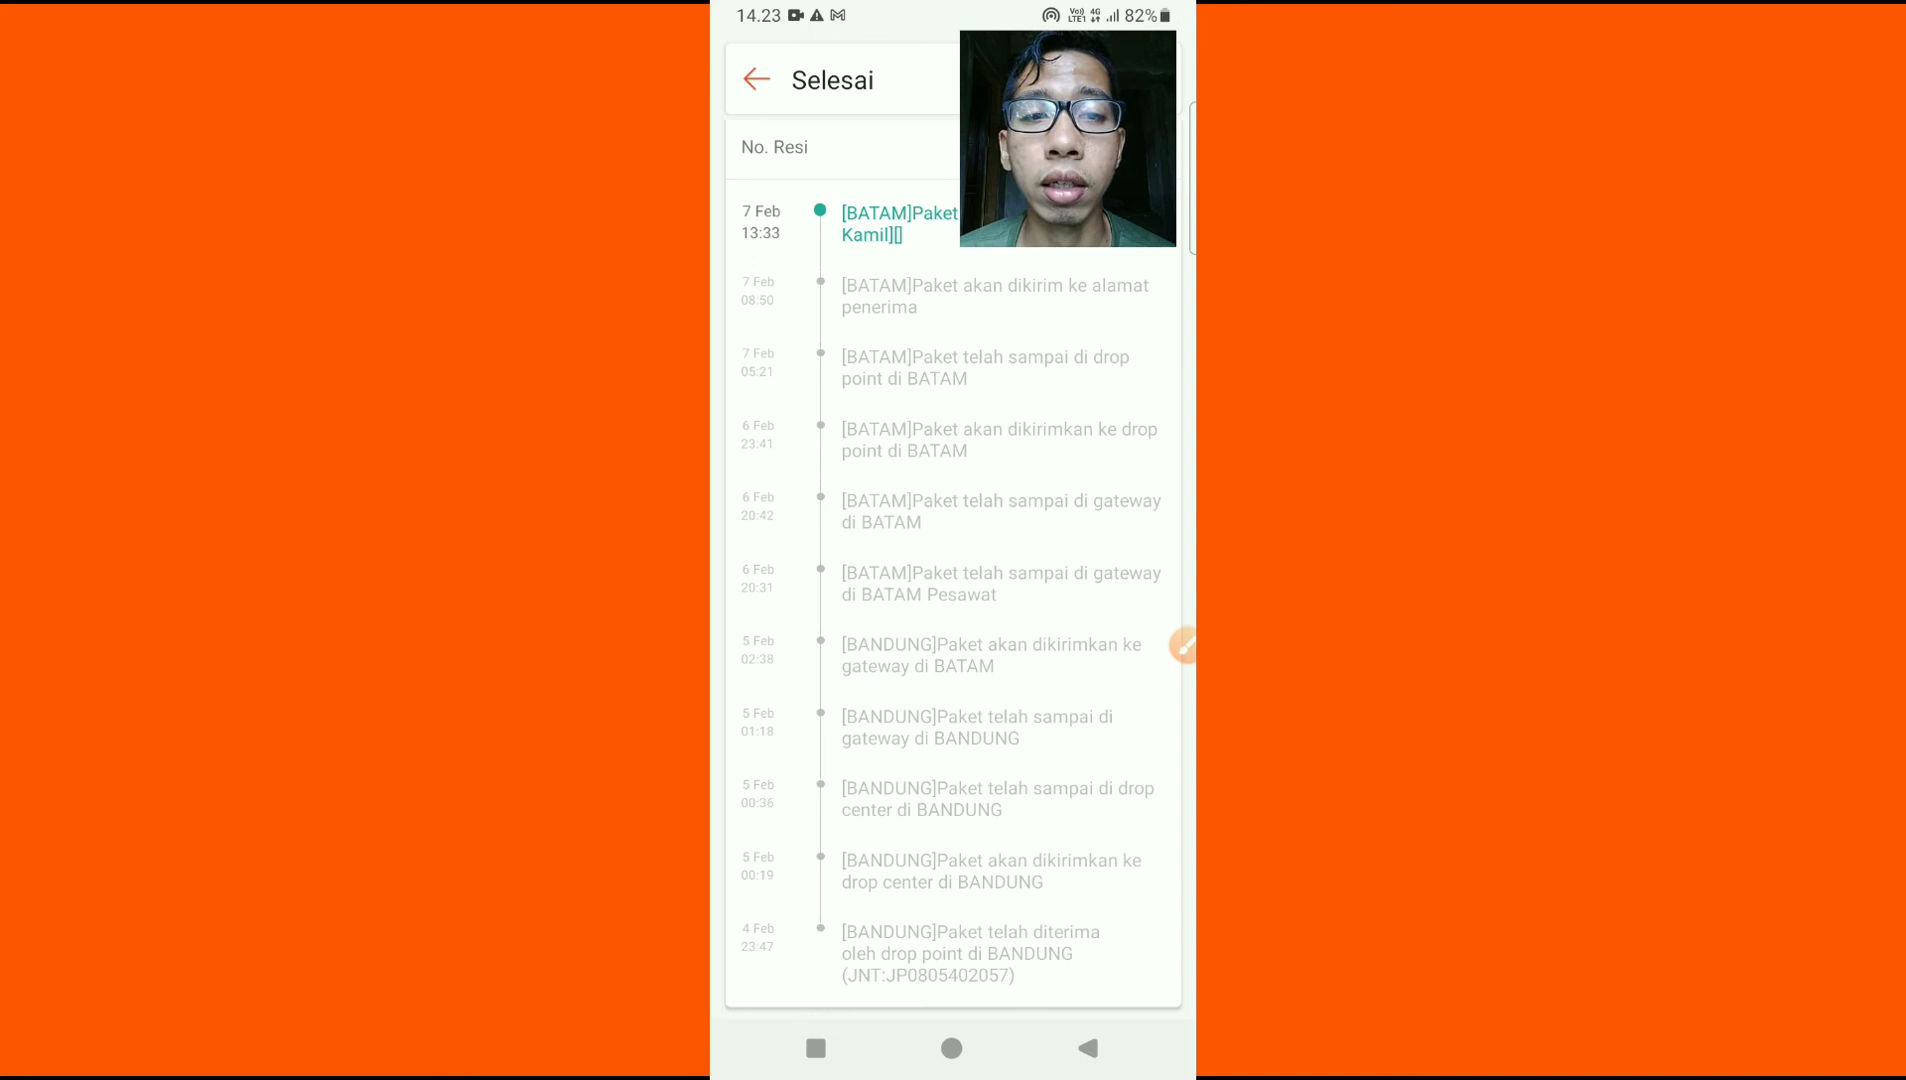 14.23
Vo)) 4G
LTE1
82%
Selesai
No. Resi
7 Feb
13:33
[BATAM]Paket
Kamil][]
7 Feb
08:50
[BATAM]Paket akan dikirim ke alamat
penerima
7 Feb
05:21
[BATAM]Paket telah sampai di drop
point di BATAM
6 Feb
23:41
[BATAM]Paket akan dikirimkan ke drop
point di BATAM
6 Feb
20:42
[BATAM]Paket telah sampai di gateway
di BATAM
6 Feb
20:31
[BATAM]Paket telah sampai di gateway
di BATAM Pesawat
5 Feb
02:38
[BANDUNG]Paket akan dikirimkan ke
gateway di BATAM
5 Feb
01:18
[BANDUNG]Paket telah sampai di
gateway di BANDUNG
5 Feb
00:36
[BANDUNG]Paket telah sampai di drop
center di BANDUNG
5 Feb
00:19
[BANDUNG]Paket akan dikirimkan ke
drop center di BANDUNG
4 Feb
23:47
[BANDUNG]Paket telah diterima
oleh drop point di BANDUNG
(JNT:JP0805402057)